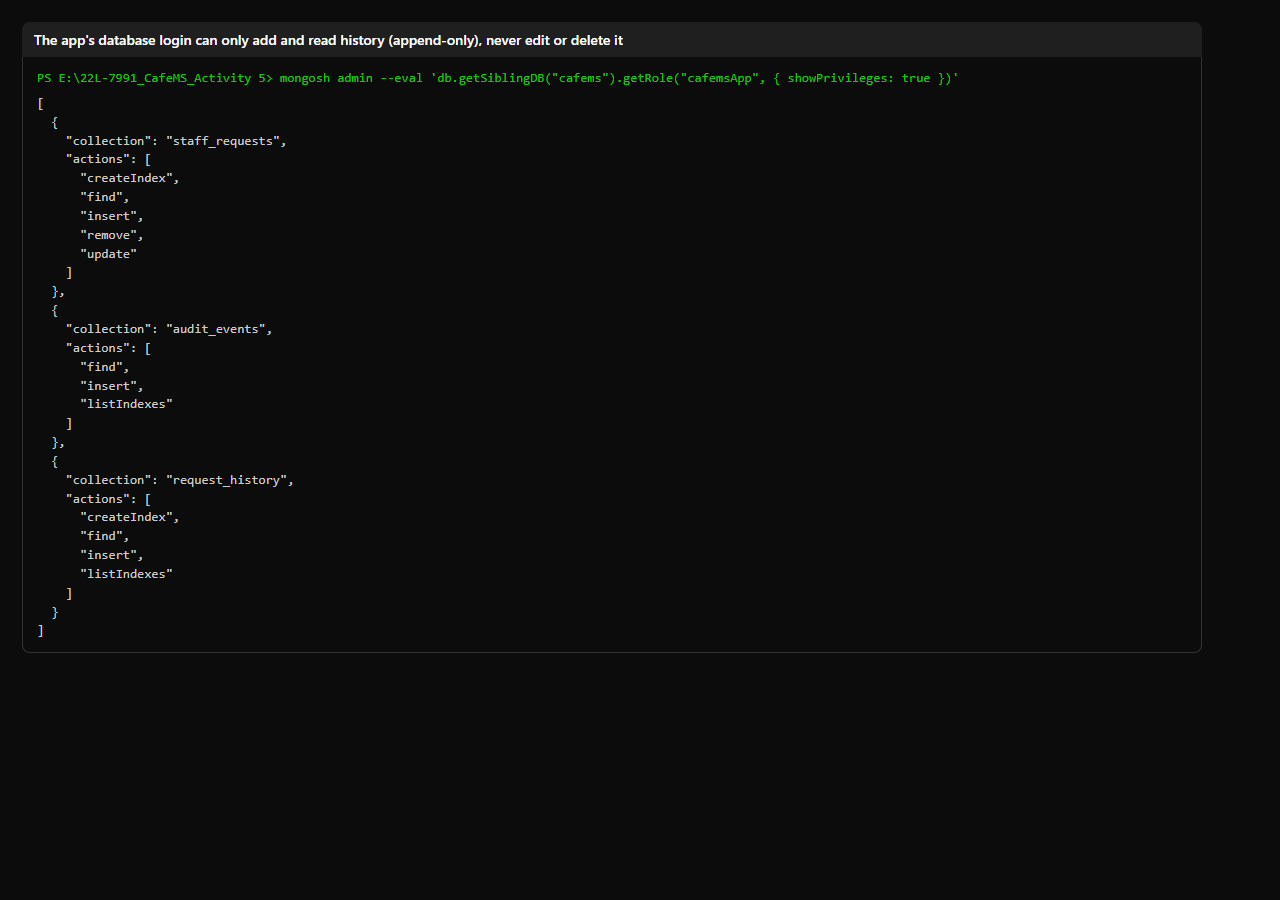 The app's database login can only add and read history (append-only), never edit or delete it
PS E:\22L-7991_CafeMS_Activity 5> mongosh admin --eval 'db.getSiblingDB("cafems").getRole("cafemsApp", { showPrivileges: true })'
[
  {
    "collection": "staff_requests",
    "actions": [
      "createIndex",
      "find",
      "insert",
      "remove",
      "update"
    ]
  },
  {
    "collection": "audit_events",
    "actions": [
      "find",
      "insert",
      "listIndexes"
    ]
  },
  {
    "collection": "request_history",
    "actions": [
      "createIndex",
      "find",
      "insert",
      "listIndexes"
    ]
  }
]